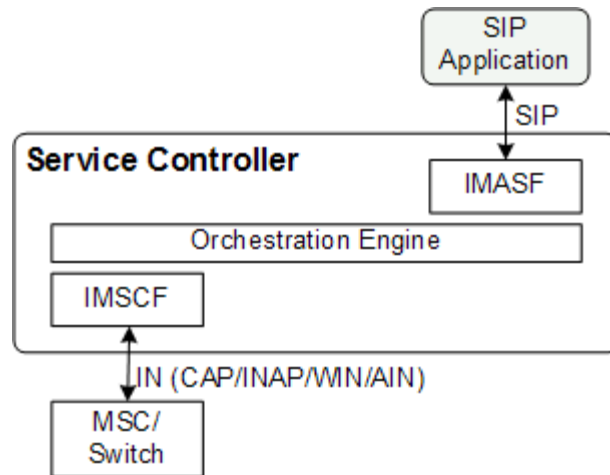 SIP
Application
SIP
Service Controller
IMASF
Orchestration Engine
IMSCF
IN (CAP/INAP/WIN/AIN)
MSC/
Switch